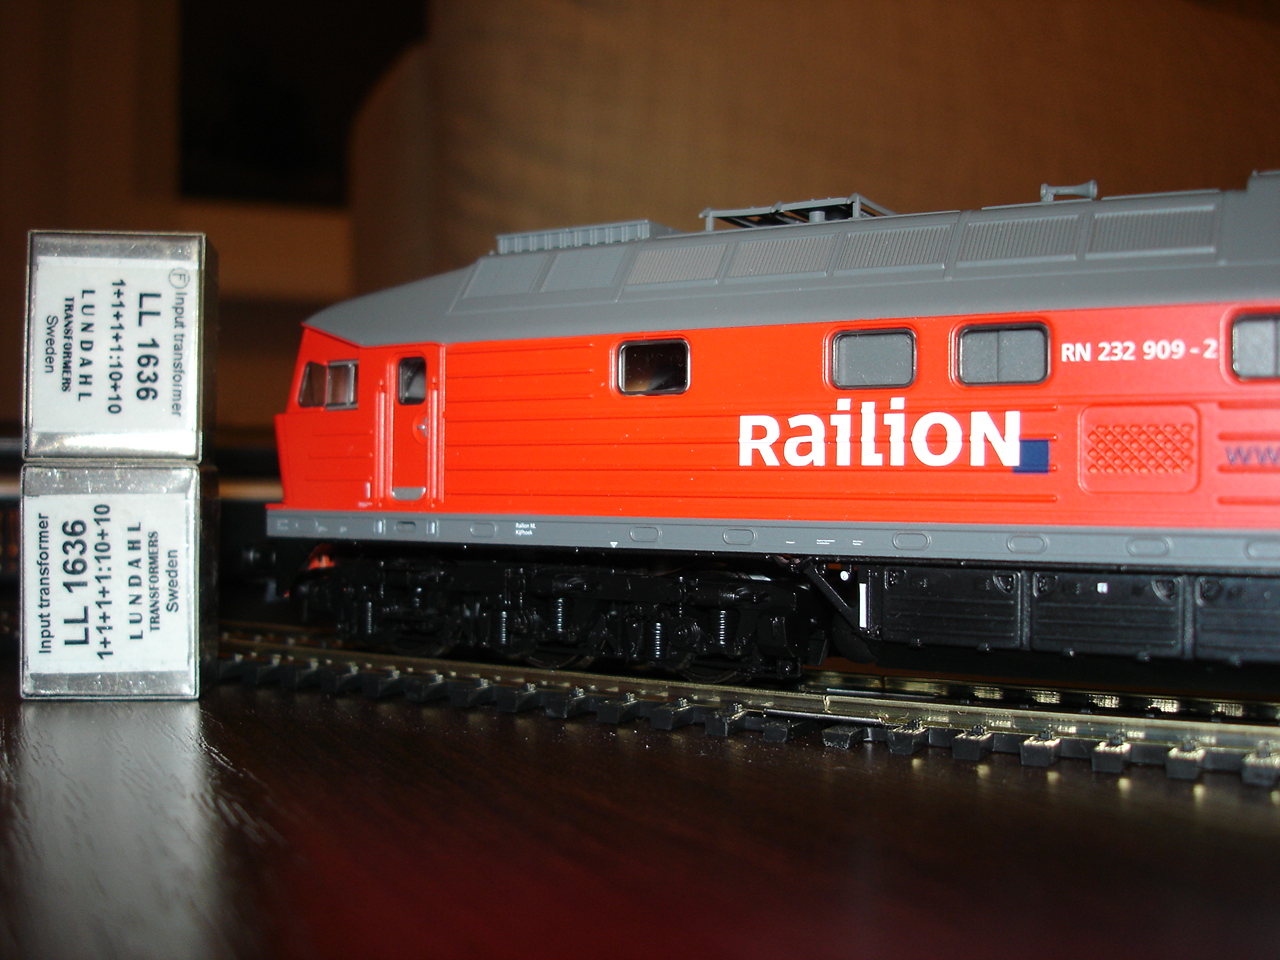 Ⓕ Input transformer
LL 1636
1+1+1+1:10+10
LUNDAHL
TRANSFORMERS
Sweden
Input transformer
LL 1636
1+1+1+1:10+10
LUNDAHL
TRANSFORMERS
Sweden
RN 232 909-2
RaiLiON
ww